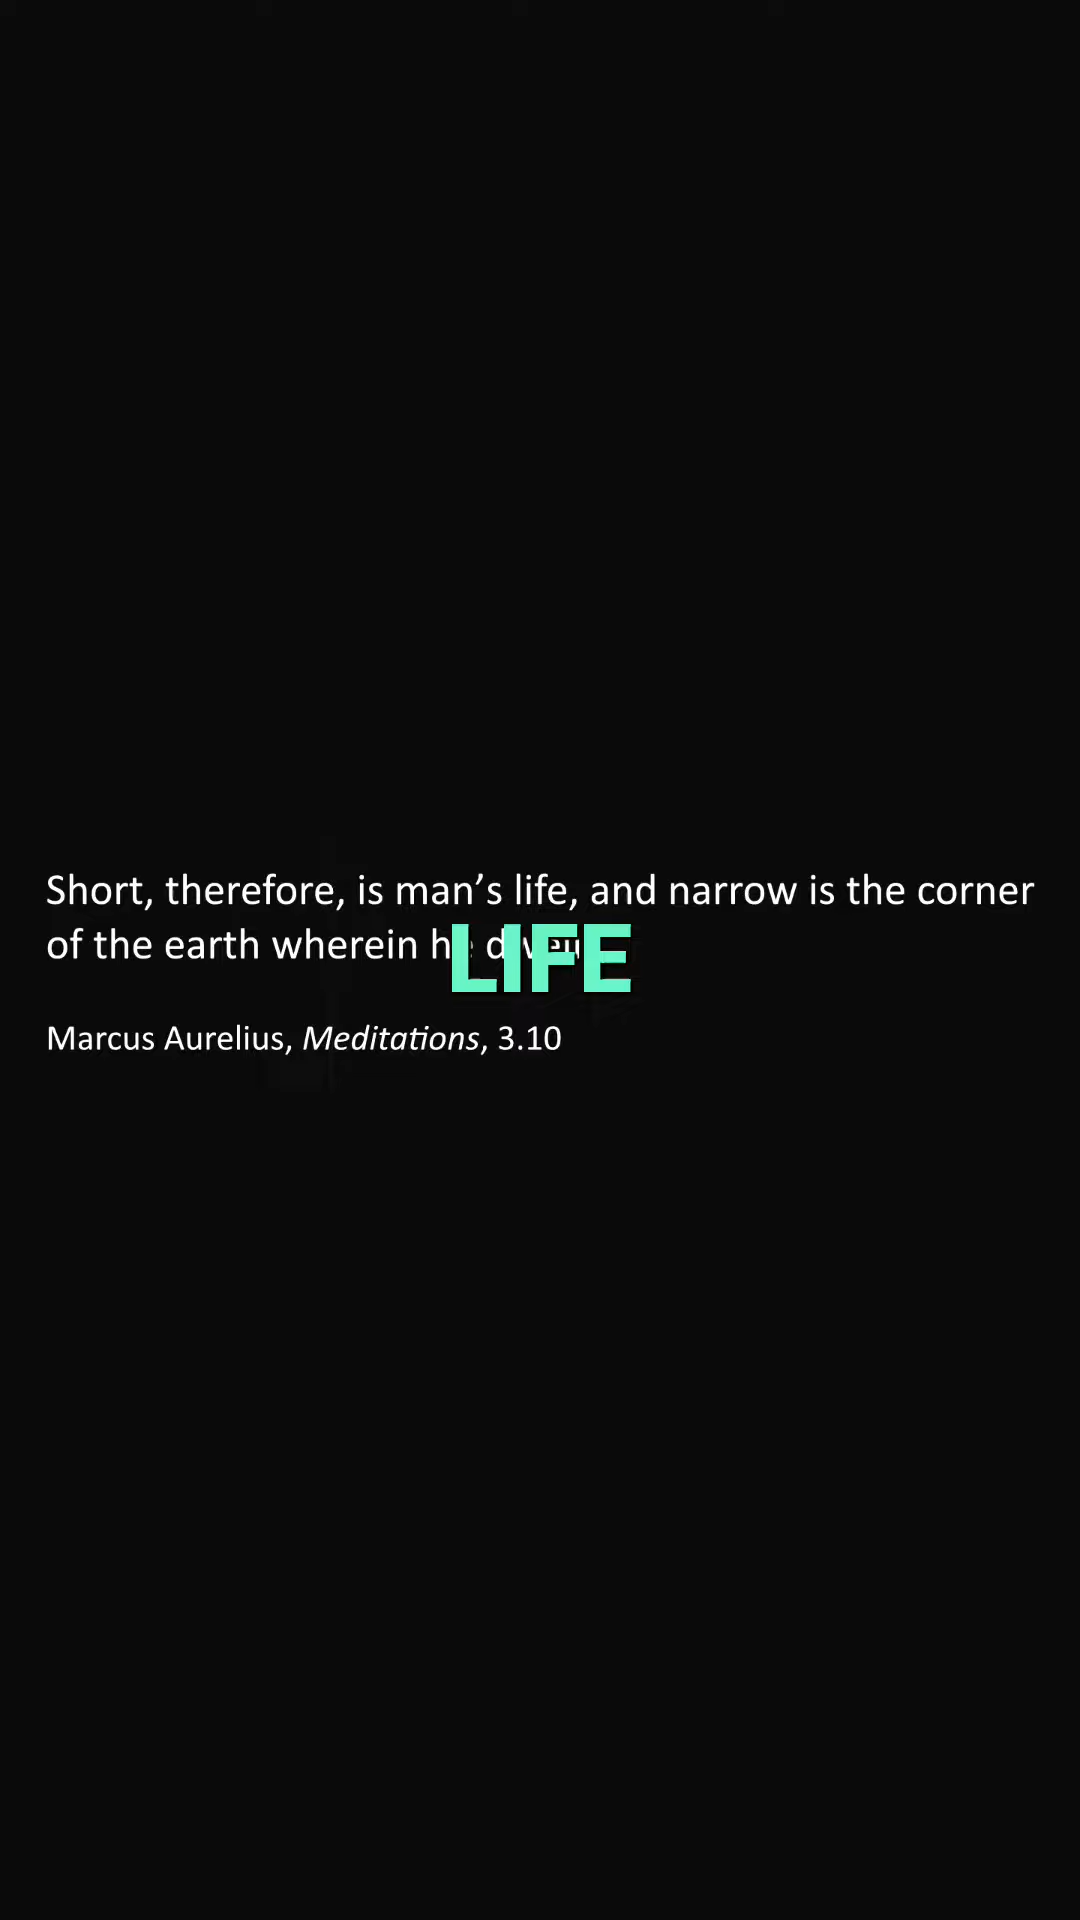 Short, therefore, is man’s life, and narrow is the corner
of the earth wherein he
LIFE
Marcus Aurelius, Meditations, 3.10